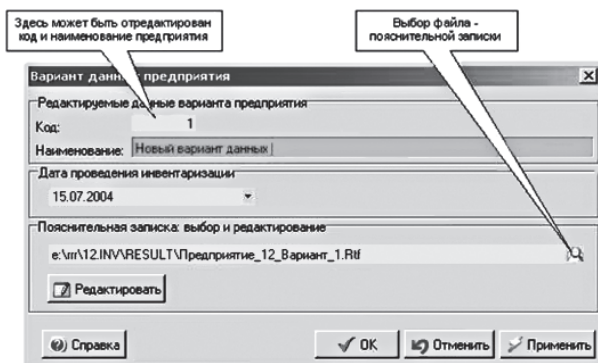 Здесь может быть отредактирован
код и наименование предприятия
Выбор файла -
пояснительной записки
Вариант данных предприятия
Редактируемые данные варианта предприятия
Код: 1
Наименование: Новый вариант данных
Дата проведения инвентаризации
15.07.2004
Пояснительная записка: выбор и редактирование
e:\rrr\12.INV\RESULT\Предприятие_12_Вариант_1.Rtf
Редактировать
Справка
OK
Отменить
Применить